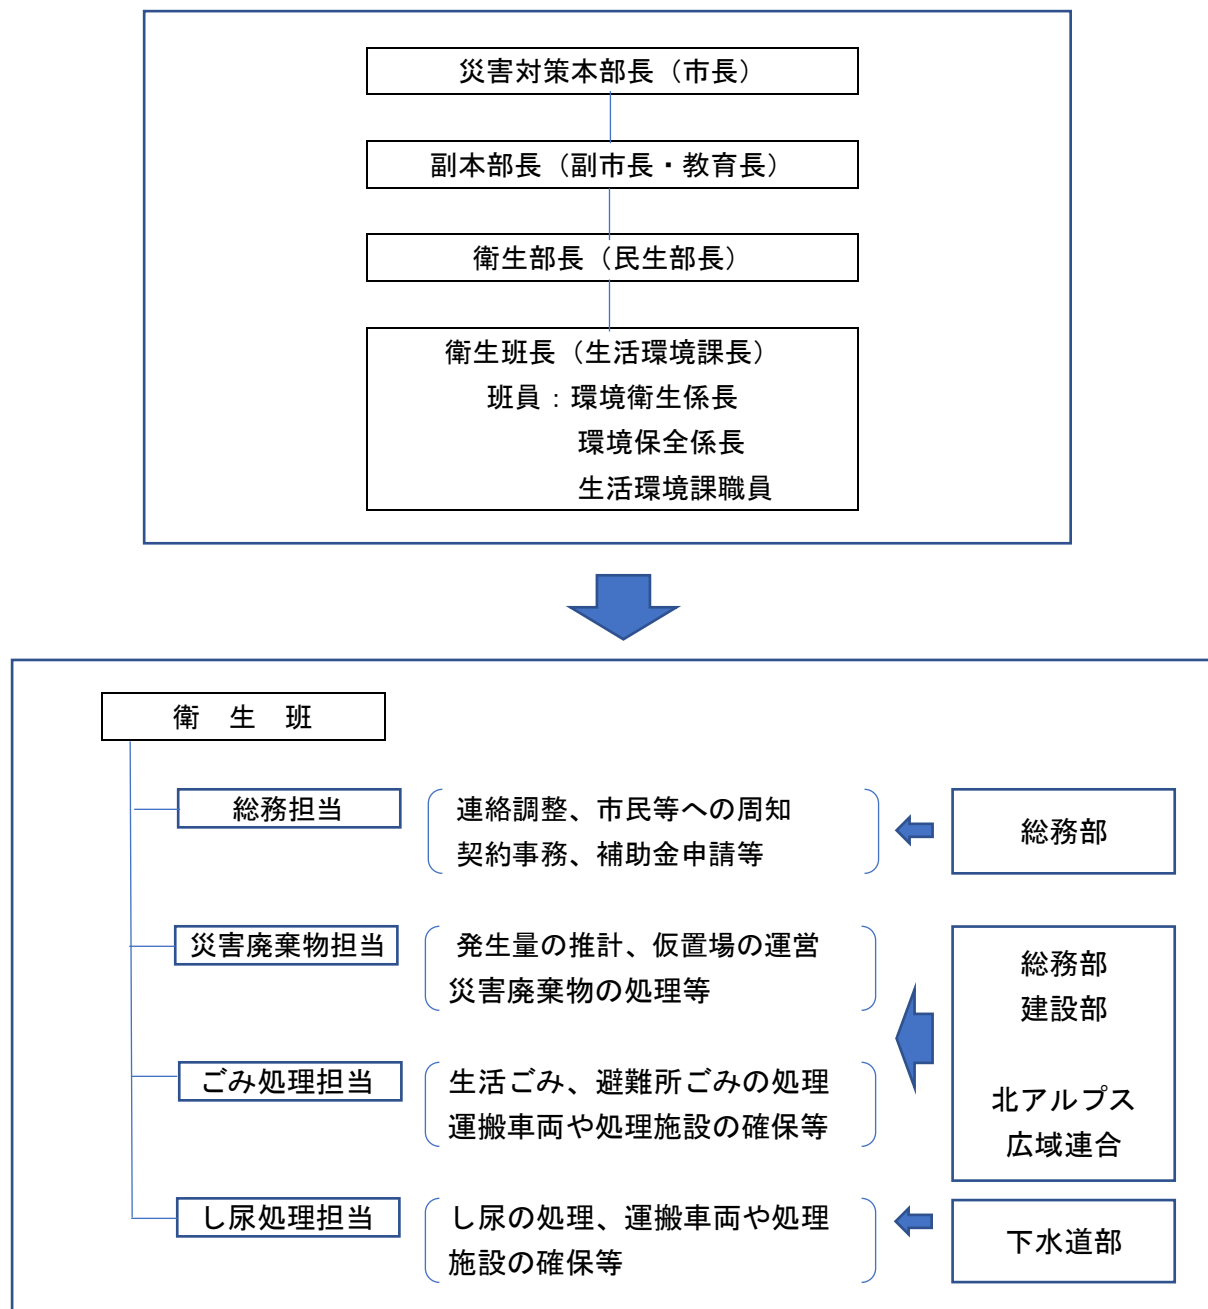 災害対策本部長（市長）
副本部長（副市長・教育長）
衛生部長（民生部長）
衛生班長（生活環境課長）
班員：環境衛生係長
環境保全係長
生活環境課職員
衛　生　班
総務担当
連絡調整、市民等への周知
契約事務、補助金申請等
総務部
災害廃棄物担当
発生量の推計、仮置場の運営
災害廃棄物の処理等
ごみ処理担当
生活ごみ、避難所ごみの処理
運搬車両や処理施設の確保等
総務部
建設部
北アルプス
広域連合
し尿処理担当
し尿の処理、運搬車両や処理
施設の確保等
下水道部